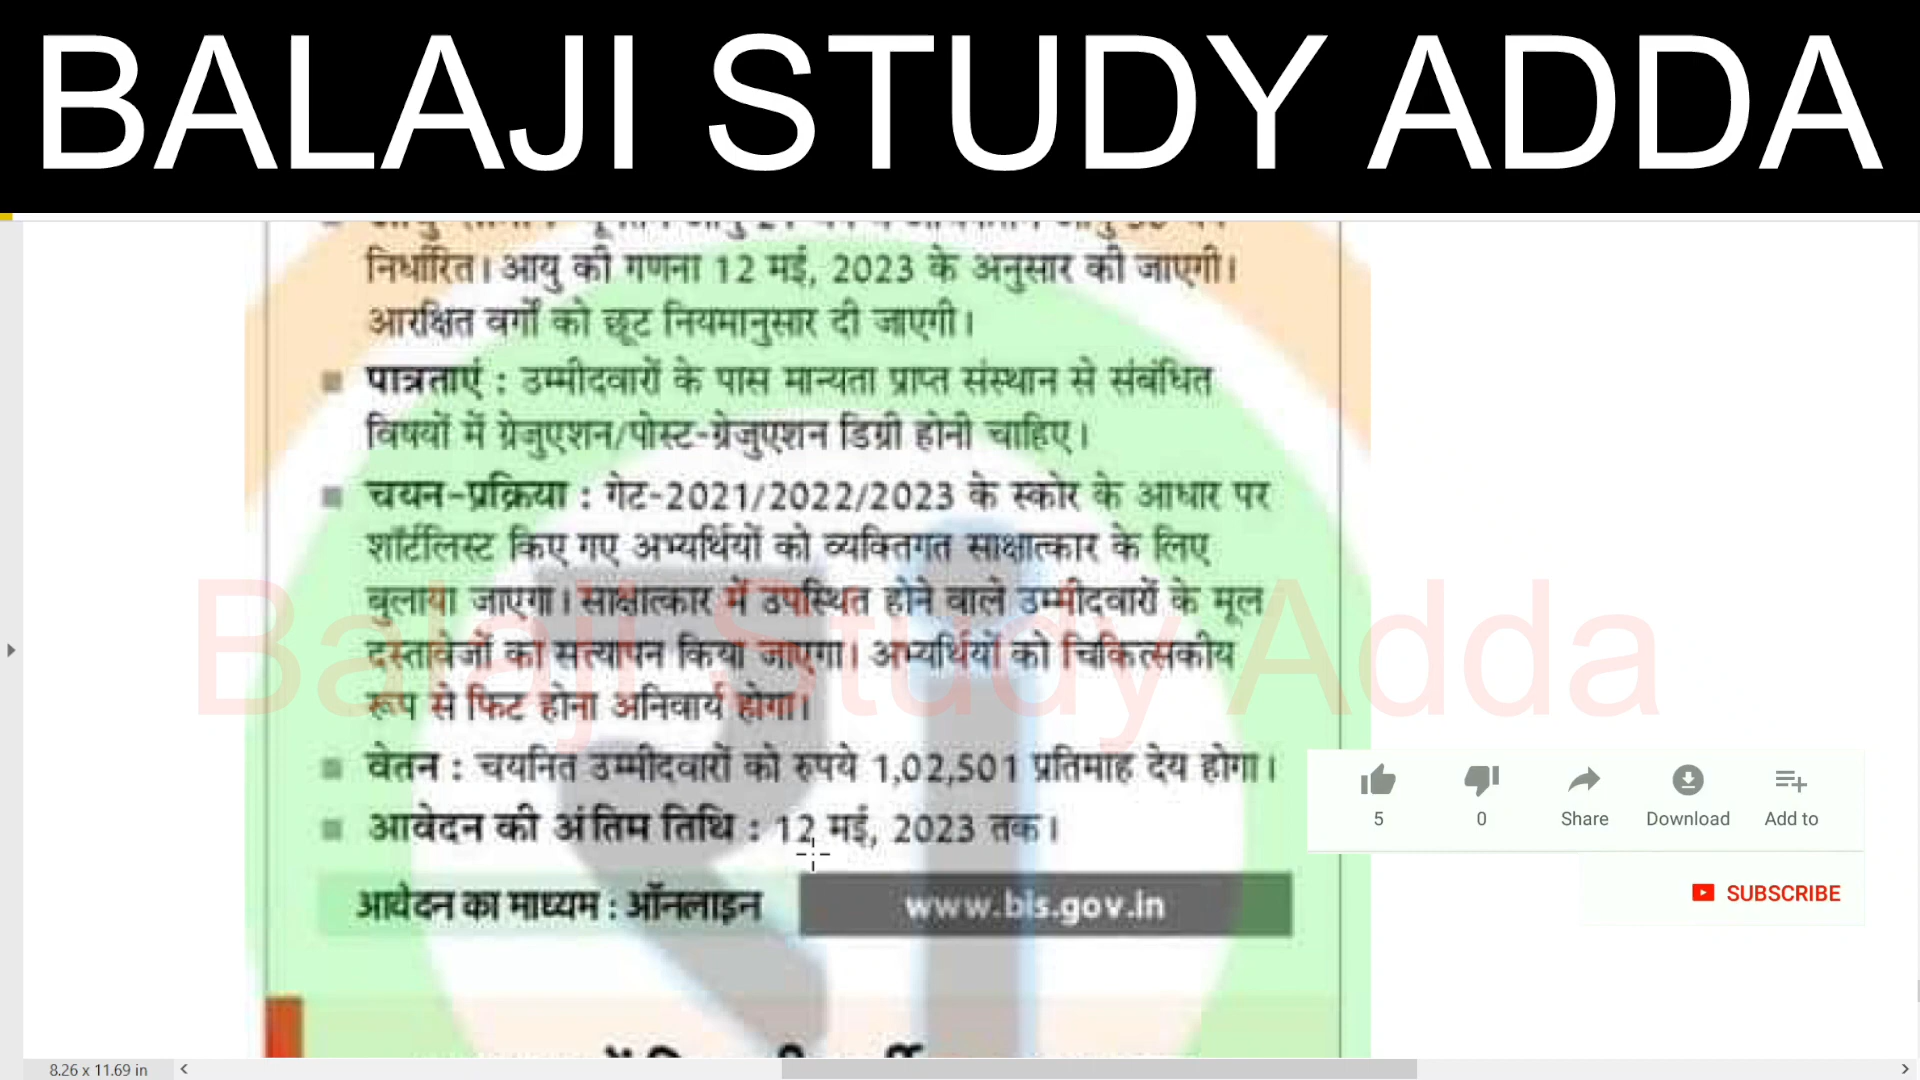 BALAJI STUDY ADDA
निर्धारित। आयु की गणना 12 मई, 2023 के अनुसार की जाएगी।
आरक्षित वर्गों को छूट नियमानुसार दी जाएगी।
पात्रताएं : उम्मीदवारों के पास मान्यता प्राप्त संस्थान से संबंधित
विषयों में ग्रेजुएशन/पोस्ट-ग्रेजुएशन डिग्री होनी चाहिए।
चयन-प्रक्रिया : गेट-2021/2022/2023 के स्कोर के आधार पर
शॉर्टलिस्ट किए गए अभ्यर्थियों को व्यक्तिगत साक्षात्कार के लिए
बुलाया जाएगा। साक्षात्कार में उपस्थित होने वाले उम्मीदवारों के मूल
Balaji Study Adda
दस्तावेजों का सत्यापन किया जाएगा। अभ्यर्थियों को चिकित्सकीय
रूप से फिट होना अनिवार्य होगा।
वेतन : चयनित उम्मीदवारों को रुपये 1,02,501 प्रतिमाह देय होगा।
आवेदन की अंतिम तिथि : 12 मई, 2023 तक।
5 0 Share Download Add to
आवेदन का माध्यम : ऑनलाइन www.bis.gov.in
SUBSCRIBE
8.26 x 11.69 in